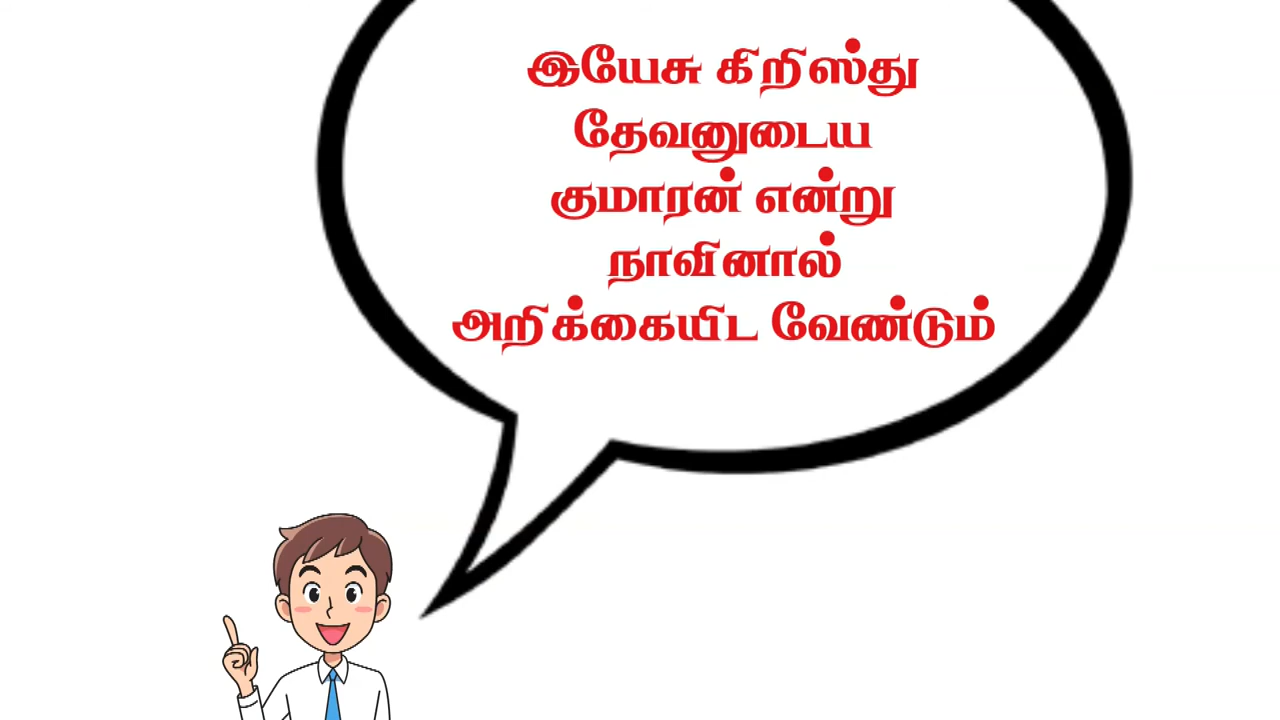 இயேசு கிறிஸ்து
தேவனுடைய
குமாரன் என்று
நாவினால்
அறிக்கையிட வேண்டும்